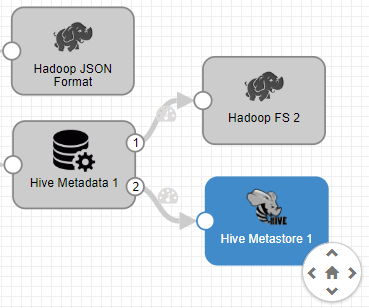 Hadoop JSON
Format
Hadoop FS 2
1
Hive Metadata 1
2
HIVE
Hive Metastore 1